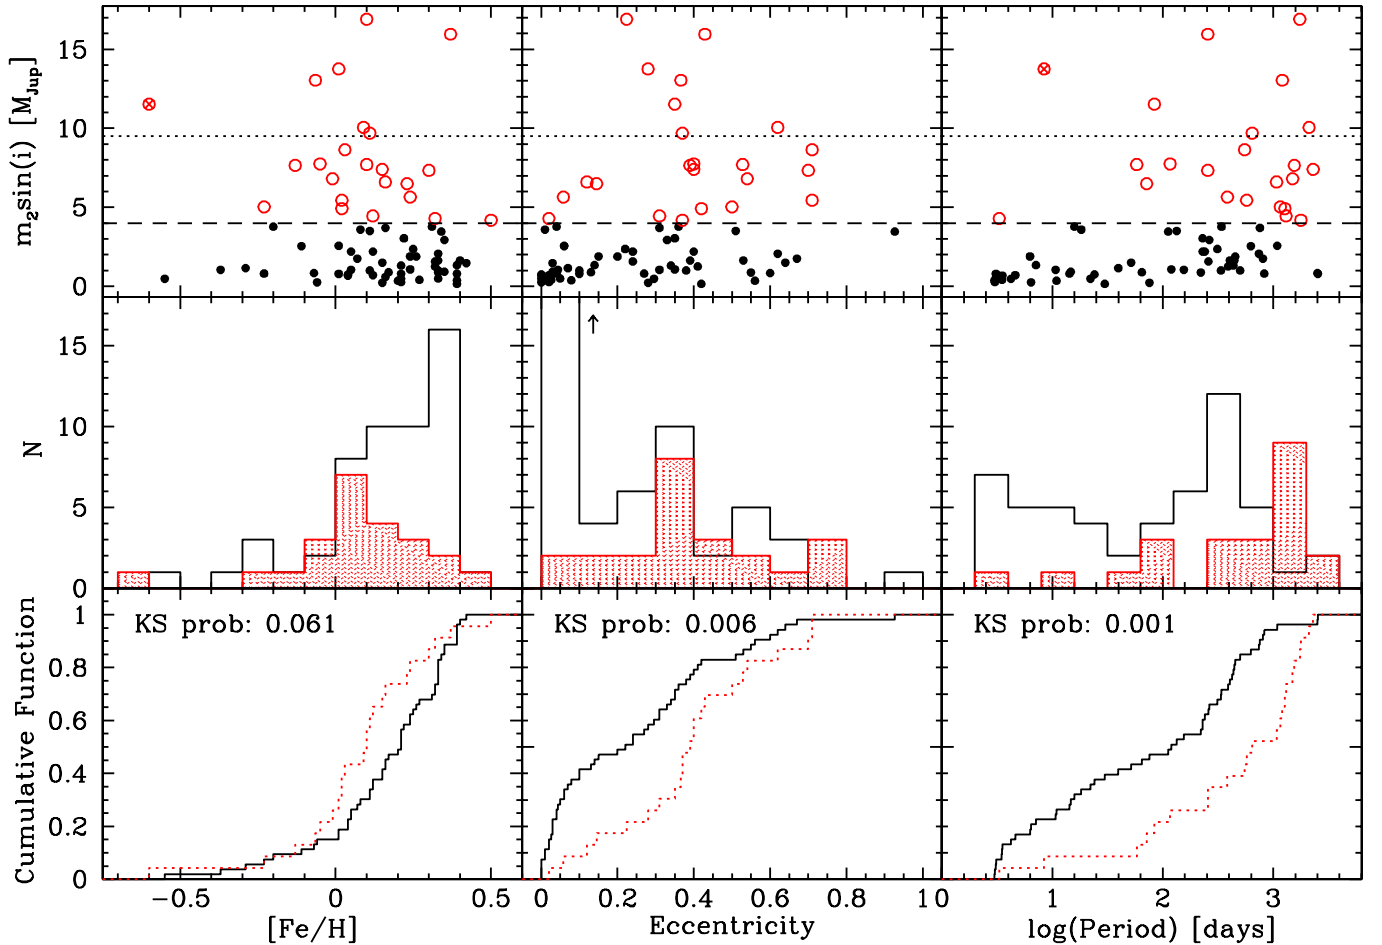 m₂sin(i) [M_Jup]
15
10
5
0
N
15
10
5
0
Cumulative Function
1
0.8
0.6
0.4
0.2
0
KS prob: 0.061
KS prob: 0.006
KS prob: 0.001
−0.5 0 0.5
0 0.2 0.4 0.6 0.8 1
0 1 2 3
[Fe/H]
Eccentricity
log(Period) [days]